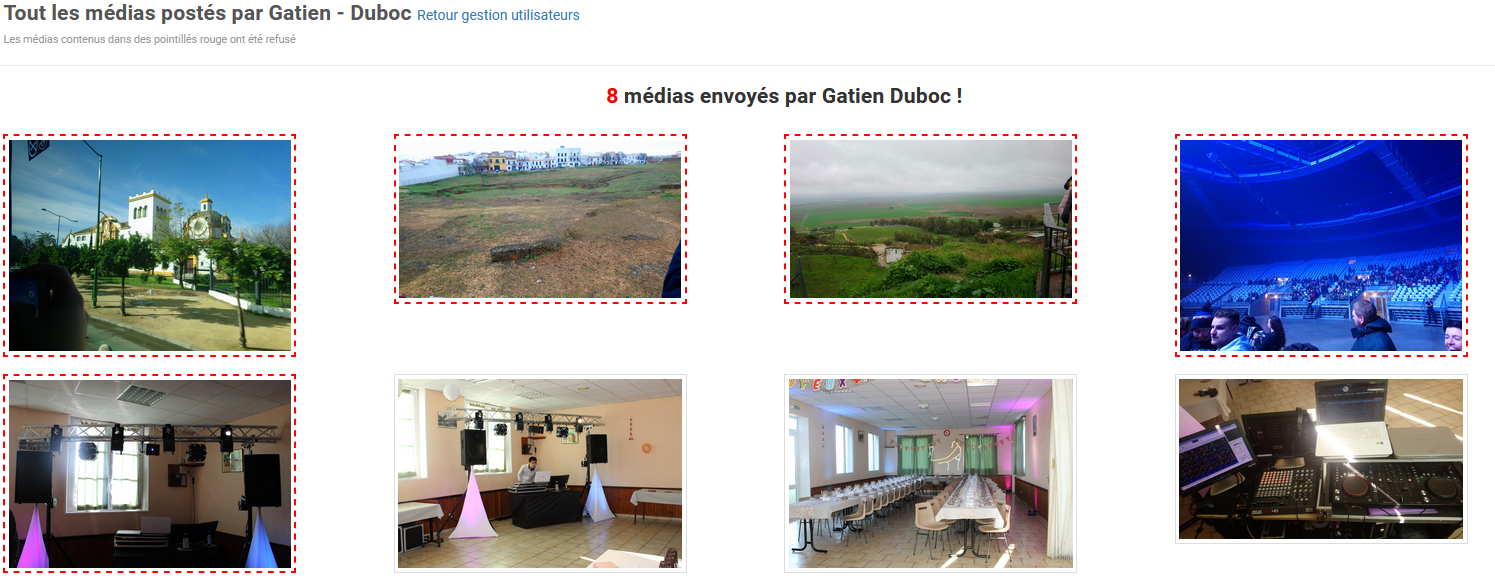 Tout les médias postés par Gatien - Duboc Retour gestion utilisateurs
Les médias contenus dans des pointillés rouge ont été refusé
8 médias envoyés par Gatien Duboc !
YEUX